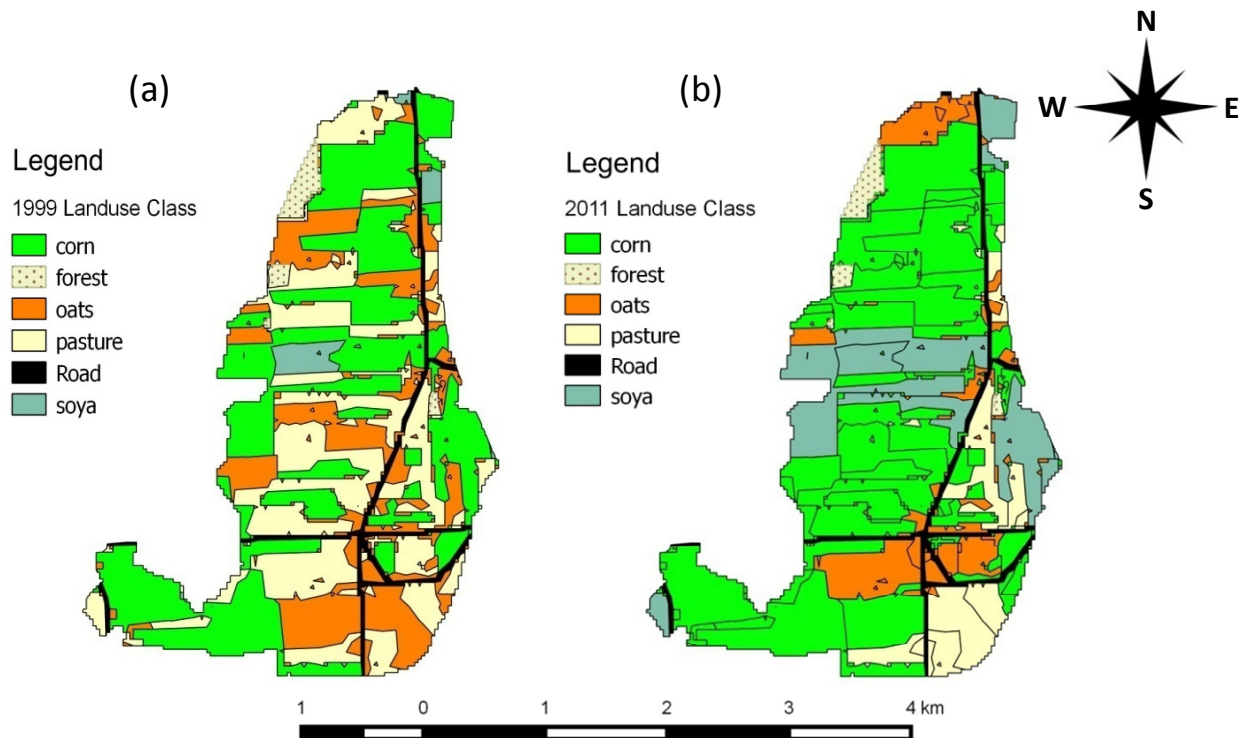 (a)
Legend
1999 Landuse Class
corn
forest
oats
pasture
Road
soya
(b)
Legend
2011 Landuse Class
corn
forest
oats
pasture
Road
soya
N
W E
S
1 0 1 2 3 4 km